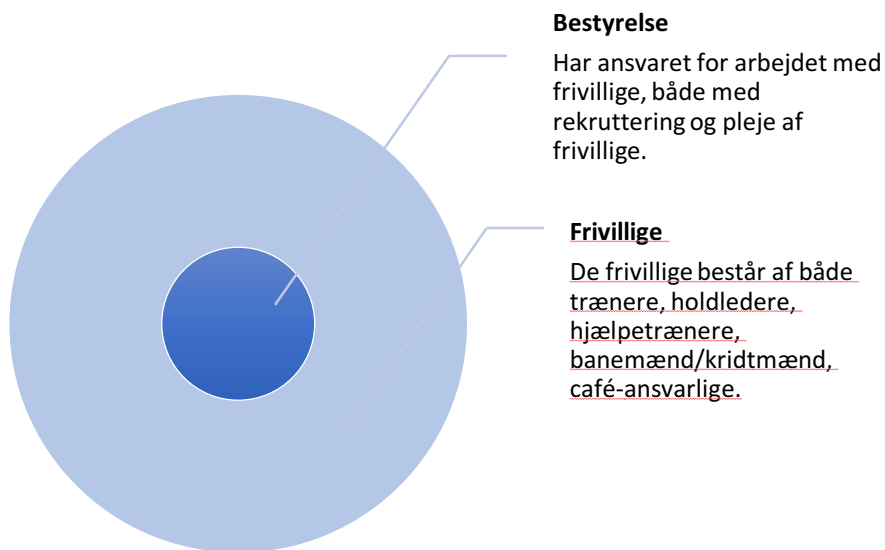 Bestyrelse
Har ansvaret for arbejdet med
frivillige, både med
rekruttering og pleje af
frivillige.
Frivillige
De frivillige består af både
trænere, holdledere,
hjælpetrænere,
banemænd/kridtmænd,
café-ansvarlige.